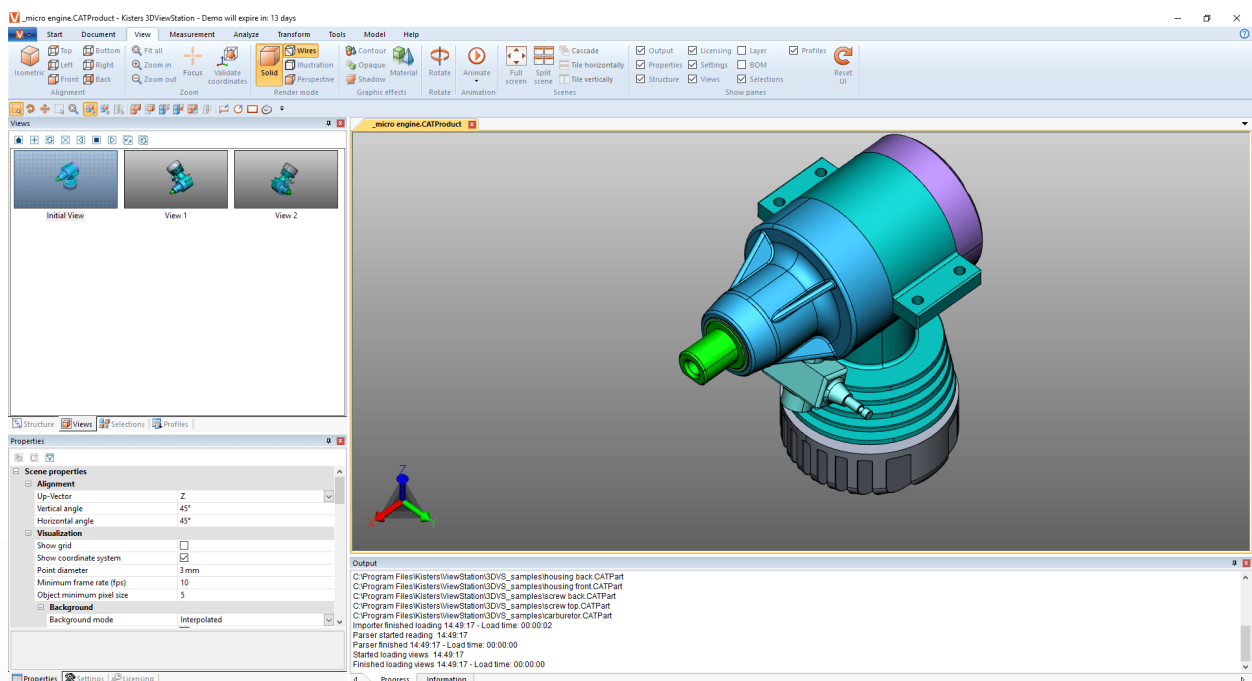 _micro engine.CATProduct - Kisters 3DViewStation - Demo will expire in: 13 days
Start Document View Measurement Analyze Transform Tools Model Help
Top Bottom Fit all Wires Contour Cascade Output Licensing Layer Profiles
Left Right Zoom in Illustration Opaque Tile horizontally Properties Settings BOM
Front Back Zoom out Perspective Shadow Tile vertically Structure Views Selections
Isometric Focus Validate coordinates Solid Material Rotate Animate Full screen Split scene Reset UI
Alignment Zoom Render mode Graphic effects Rotate Animation Scenes Show panes
Views
_micro engine.CATProduct
Initial View View 1 View 2
Structure Views Selections Profiles
Properties
Scene properties
Alignment
Up-Vector Z
Vertical angle 45°
Horizontal angle 45°
Visualization
Show grid
Show coordinate system
Point diameter 3 mm
Minimum frame rate (fps) 10
Object minimum pixel size 5
Background
Background mode Interpolated
Properties Settings Licensing
Z
X Y
Output
C:\Program Files\Kisters\ViewStation\3DVS_samples\housing back.CATPart
C:\Program Files\Kisters\ViewStation\3DVS_samples\housing front.CATPart
C:\Program Files\Kisters\ViewStation\3DVS_samples\screw back.CATPart
C:\Program Files\Kisters\ViewStation\3DVS_samples\screw top.CATPart
C:\Program Files\Kisters\ViewStation\3DVS_samples\carburetor.CATPart
Importer finished loading 14:49:17 - Load time: 00:00:02
Parser started reading 14:49:17
Parser finished 14:49:17 - Load time: 00:00:00
Started loading views 14:49:17
Finished loading views 14:49:17 - Load time: 00:00:00
Progress Information